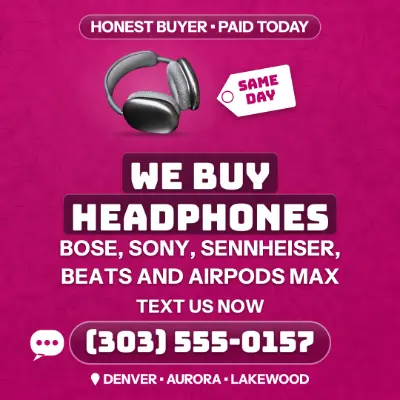 HONEST BUYER • PAID TODAY
SAME
DAY
WE BUY
HEADPHONES
BOSE, SONY, SENNHEISER,
BEATS AND AIRPODS MAX
TEXT US NOW
(303) 555-0157
DENVER • AURORA • LAKEWOOD